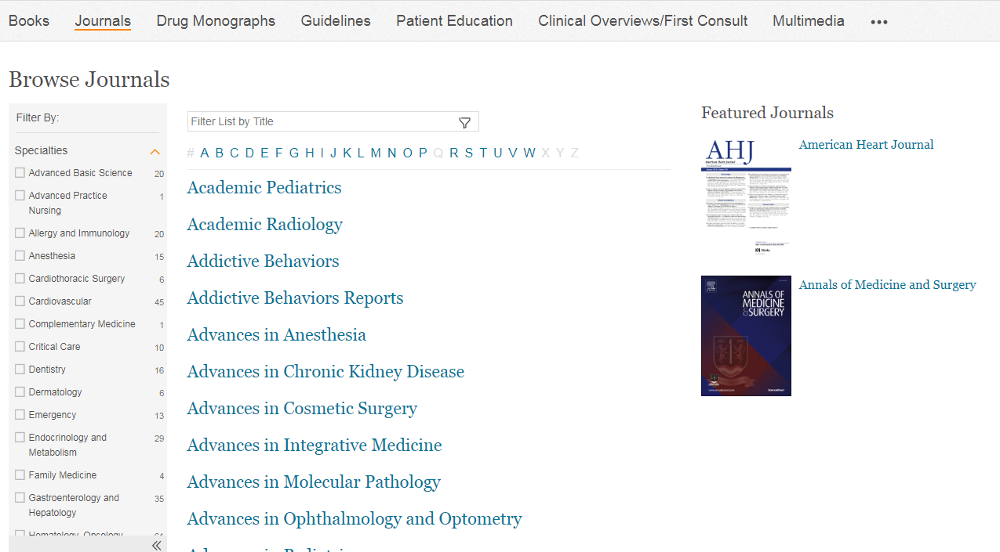 Books Journals Drug Monographs Guidelines Patient Education Clinical Overviews/First Consult Multimedia •••
Browse Journals
Filter By:
Specialties
Advanced Basic Science 20
Advanced Practice 1
Nursing
Allergy and Immunology 20
Anesthesia 15
Cardiothoracic Surgery 6
Cardiovascular 45
Complementary Medicine 1
Critical Care 10
Dentistry 16
Dermatology 6
Emergency 13
Endocrinology and 29
Metabolism
Family Medicine 4
Gastroenterology and 35
Hepatology
Hematology, Oncology
Filter List by Title
# A B C D E F G H I J K L M N O P Q R S T U V W X Y Z
Academic Pediatrics
Academic Radiology
Addictive Behaviors
Addictive Behaviors Reports
Advances in Anesthesia
Advances in Chronic Kidney Disease
Advances in Cosmetic Surgery
Advances in Integrative Medicine
Advances in Molecular Pathology
Advances in Ophthalmology and Optometry
Featured Journals
AHJ
American Heart Journal
American Heart Journal
ANNALS OF
MEDICINE
&SURGERY
Annals of Medicine and Surgery